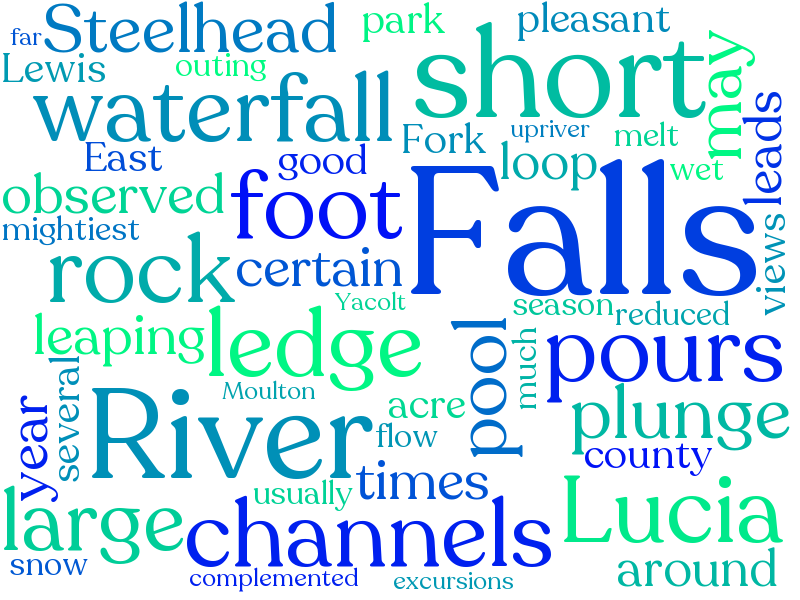 far
Steelhead
park
pleasant
Lewis
outing
short
may
waterfall
Fork
upriver
melt
leads
East
good
loop
wet
observed
foot
Falls
mightiest
views
rock
certain
Yacolt
season
reduced
leaping
ledge
pool
much
pours
several
River
Moulton
acre
plunge
year
flow
county
times
usually
large
channels
Lucia
snow
complemented
excursions
around